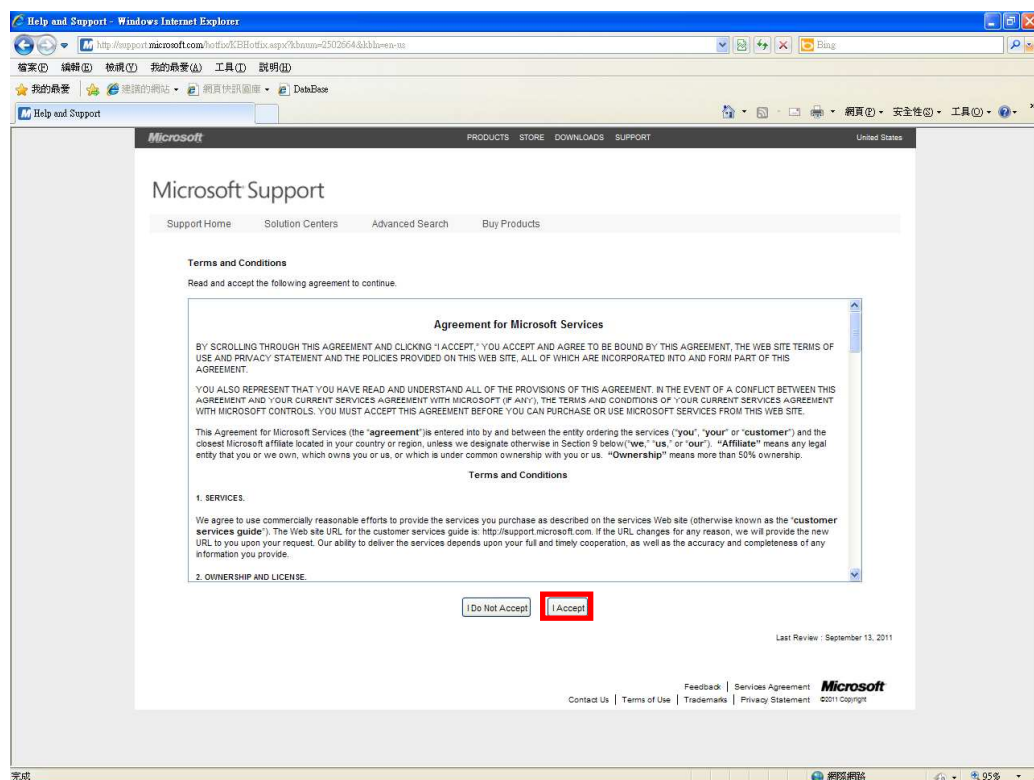 Help and Support - Windows Internet Explorer
http://support.microsoft.com/hotfix/KBHotfix.aspx?kbnum=2502664&kbln=en-us
Bing
檔案(F) 編輯(E) 檢視(V) 我的最愛(A) 工具(T) 說明(H)
我的最愛 建議的網站 網頁快訊圖庫 DataBase
Help and Support
網頁(P) 安全性(S) 工具(O)
Microsoft PRODUCTS STORE DOWNLOADS SUPPORT United States
Microsoft Support
Support Home Solution Centers Advanced Search Buy Products
Terms and Conditions
Read and accept the following agreement to continue.
Agreement for Microsoft Services
BY SCROLLING THROUGH THIS AGREEMENT AND CLICKING "I ACCEPT," YOU ACCEPT AND AGREE TO BE BOUND BY THIS AGREEMENT, THE WEB SITE TERMS OF
USE AND PRIVACY STATEMENT AND THE POLICIES PROVIDED ON THIS WEB SITE, ALL OF WHICH ARE INCORPORATED INTO AND FORM PART OF THIS
AGREEMENT.
YOU ALSO REPRESENT THAT YOU HAVE READ AND UNDERSTAND ALL OF THE PROVISIONS OF THIS AGREEMENT. IN THE EVENT OF A CONFLICT BETWEEN THIS
AGREEMENT AND YOUR CURRENT SERVICES AGREEMENT WITH MICROSOFT (IF ANY), THE TERMS AND CONDITIONS OF YOUR CURRENT SERVICES AGREEMENT
WITH MICROSOFT CONTROLS. YOU MUST ACCEPT THIS AGREEMENT BEFORE YOU CAN PURCHASE OR USE MICROSOFT SERVICES FROM THIS WEB SITE.
This Agreement for Microsoft Services (the "agreement")is entered into by and between the entity ordering the services ("you", "your" or "customer") and the
closest Microsoft affiliate located in your country or region, unless we designate otherwise in Section 9 below("we," "us," or "our"). "Affiliate" means any legal
entity that you or we own, which owns you or us, or which is under common ownership with you or us. "Ownership" means more than 50% ownership.
Terms and Conditions
1. SERVICES.
We agree to use commercially reasonable efforts to provide the services you purchase as described on the services Web site (otherwise known as the "customer
services guide"). The Web site URL for the customer services guide is: http://support.microsoft.com. If the URL changes for any reason, we will provide the new
URL to you upon your request. Our ability to deliver the services depends upon your full and timely cooperation, as well as the accuracy and completeness of any
information you provide.
2. OWNERSHIP AND LICENSE.
I Do Not Accept I Accept
Last Review : September 13, 2011
Feedback | Services Agreement Microsoft
Contact Us | Terms of Use | Trademarks | Privacy Statement ©2011 Copyright
完成 網際網路 95%